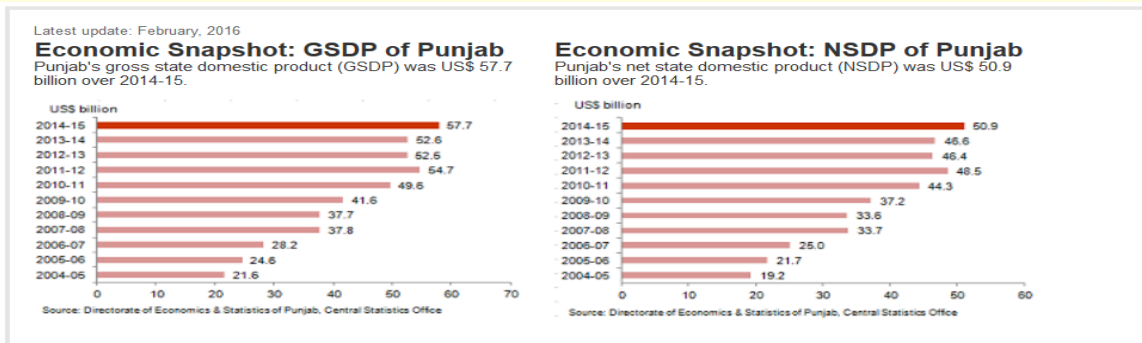 Latest update: February, 2016
Economic Snapshot: GSDP of Punjab
Punjab's gross state domestic product (GSDP) was US$ 57.7
billion over 2014-15.
US$ billion
2014-15 57.7
2013-14 52.6
2012-13 52.5
2011-12 54.7
2010-11 49.6
2009-10 41.6
2008-09 37.7
2007-08 37.8
2006-07 28.2
2005-06 24.6
2004-05 21.6
0 10 20 30 40 50 60 70
Source: Directorate of Economics & Statistics of Punjab, Central Statistics Office
Economic Snapshot: NSDP of Punjab
Punjab's net state domestic product (NSDP) was US$ 50.9
billion over 2014-15.
US$ billion
2014-15 50.9
2013-14 46.6
2012-13 46.4
2011-12 48.5
2010-11 44.3
2009-10 37.2
2008-09 33.6
2007-08 33.7
2006-07 25.0
2005-06 21.7
2004-05 19.2
0 10 20 30 40 50 60
Source: Directorate of Economics & Statistics of Punjab, Central Statistics Office